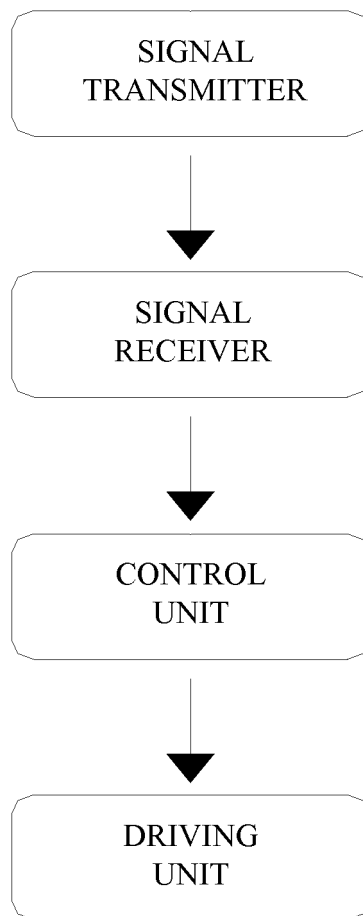 SIGNAL
TRANSMITTER
SIGNAL
RECEIVER
CONTROL
UNIT
DRIVING
UNIT